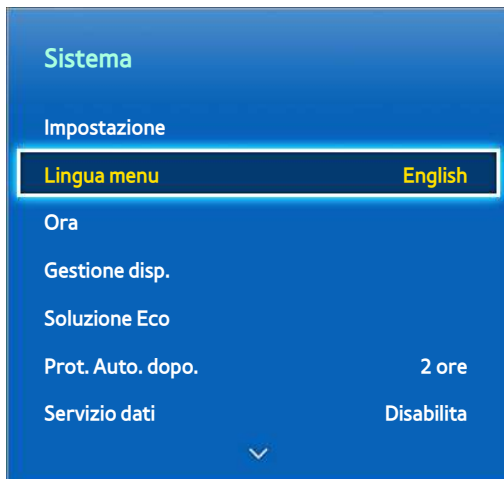 Sistema
Impostazione
Lingua menu English
Ora
Gestione disp.
Soluzione Eco
Prot. Auto. dopo. 2 ore
Servizio dati Disabilita